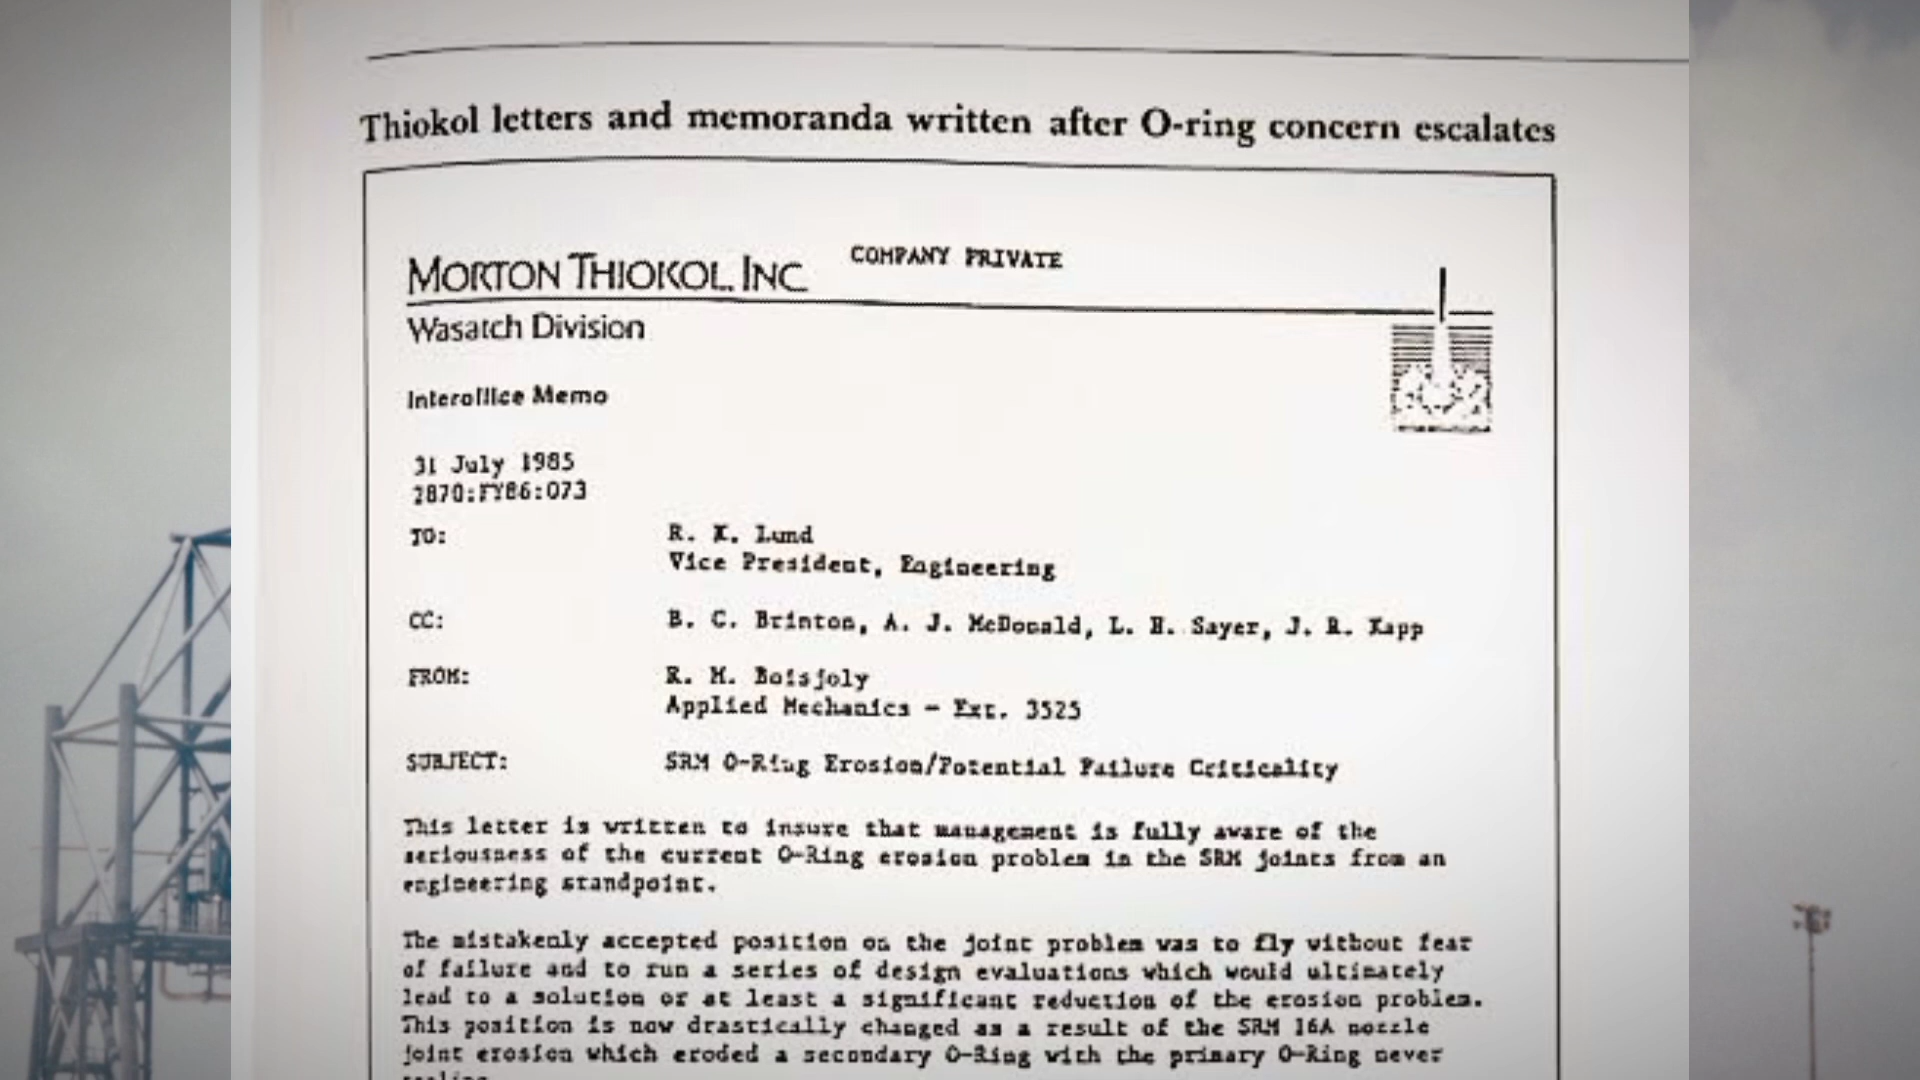 Thiokol letters and memoranda written after O-ring concern escalates
MORTON THIOKOL, INC.
COMPANY PRIVATE
Wasatch Division
Interoffice Memo
31 July 1985
2870:FY86:073
TO: R. K. Lund
Vice President, Engineering
CC: B. C. Brinton, A. J. McDonald, L. H. Sayer, J. R. Kapp
FROM: R. M. Boisjoly
Applied Mechanics - Ext. 3525
SUBJECT: SRM O-Ring Erosion/Potential Failure Criticality
This letter is written to insure that management is fully aware of the
seriousness of the current O-Ring erosion problem in the SRM joints from an
engineering standpoint.
The mistakenly accepted position on the joint problem was to fly without fear
of failure and to run a series of design evaluations which would ultimately
lead to a solution or at least a significant reduction of the erosion problem.
This position is now drastically changed as a result of the SRM 16A nozzle
joint erosion which eroded a secondary O-Ring with the primary O-Ring never